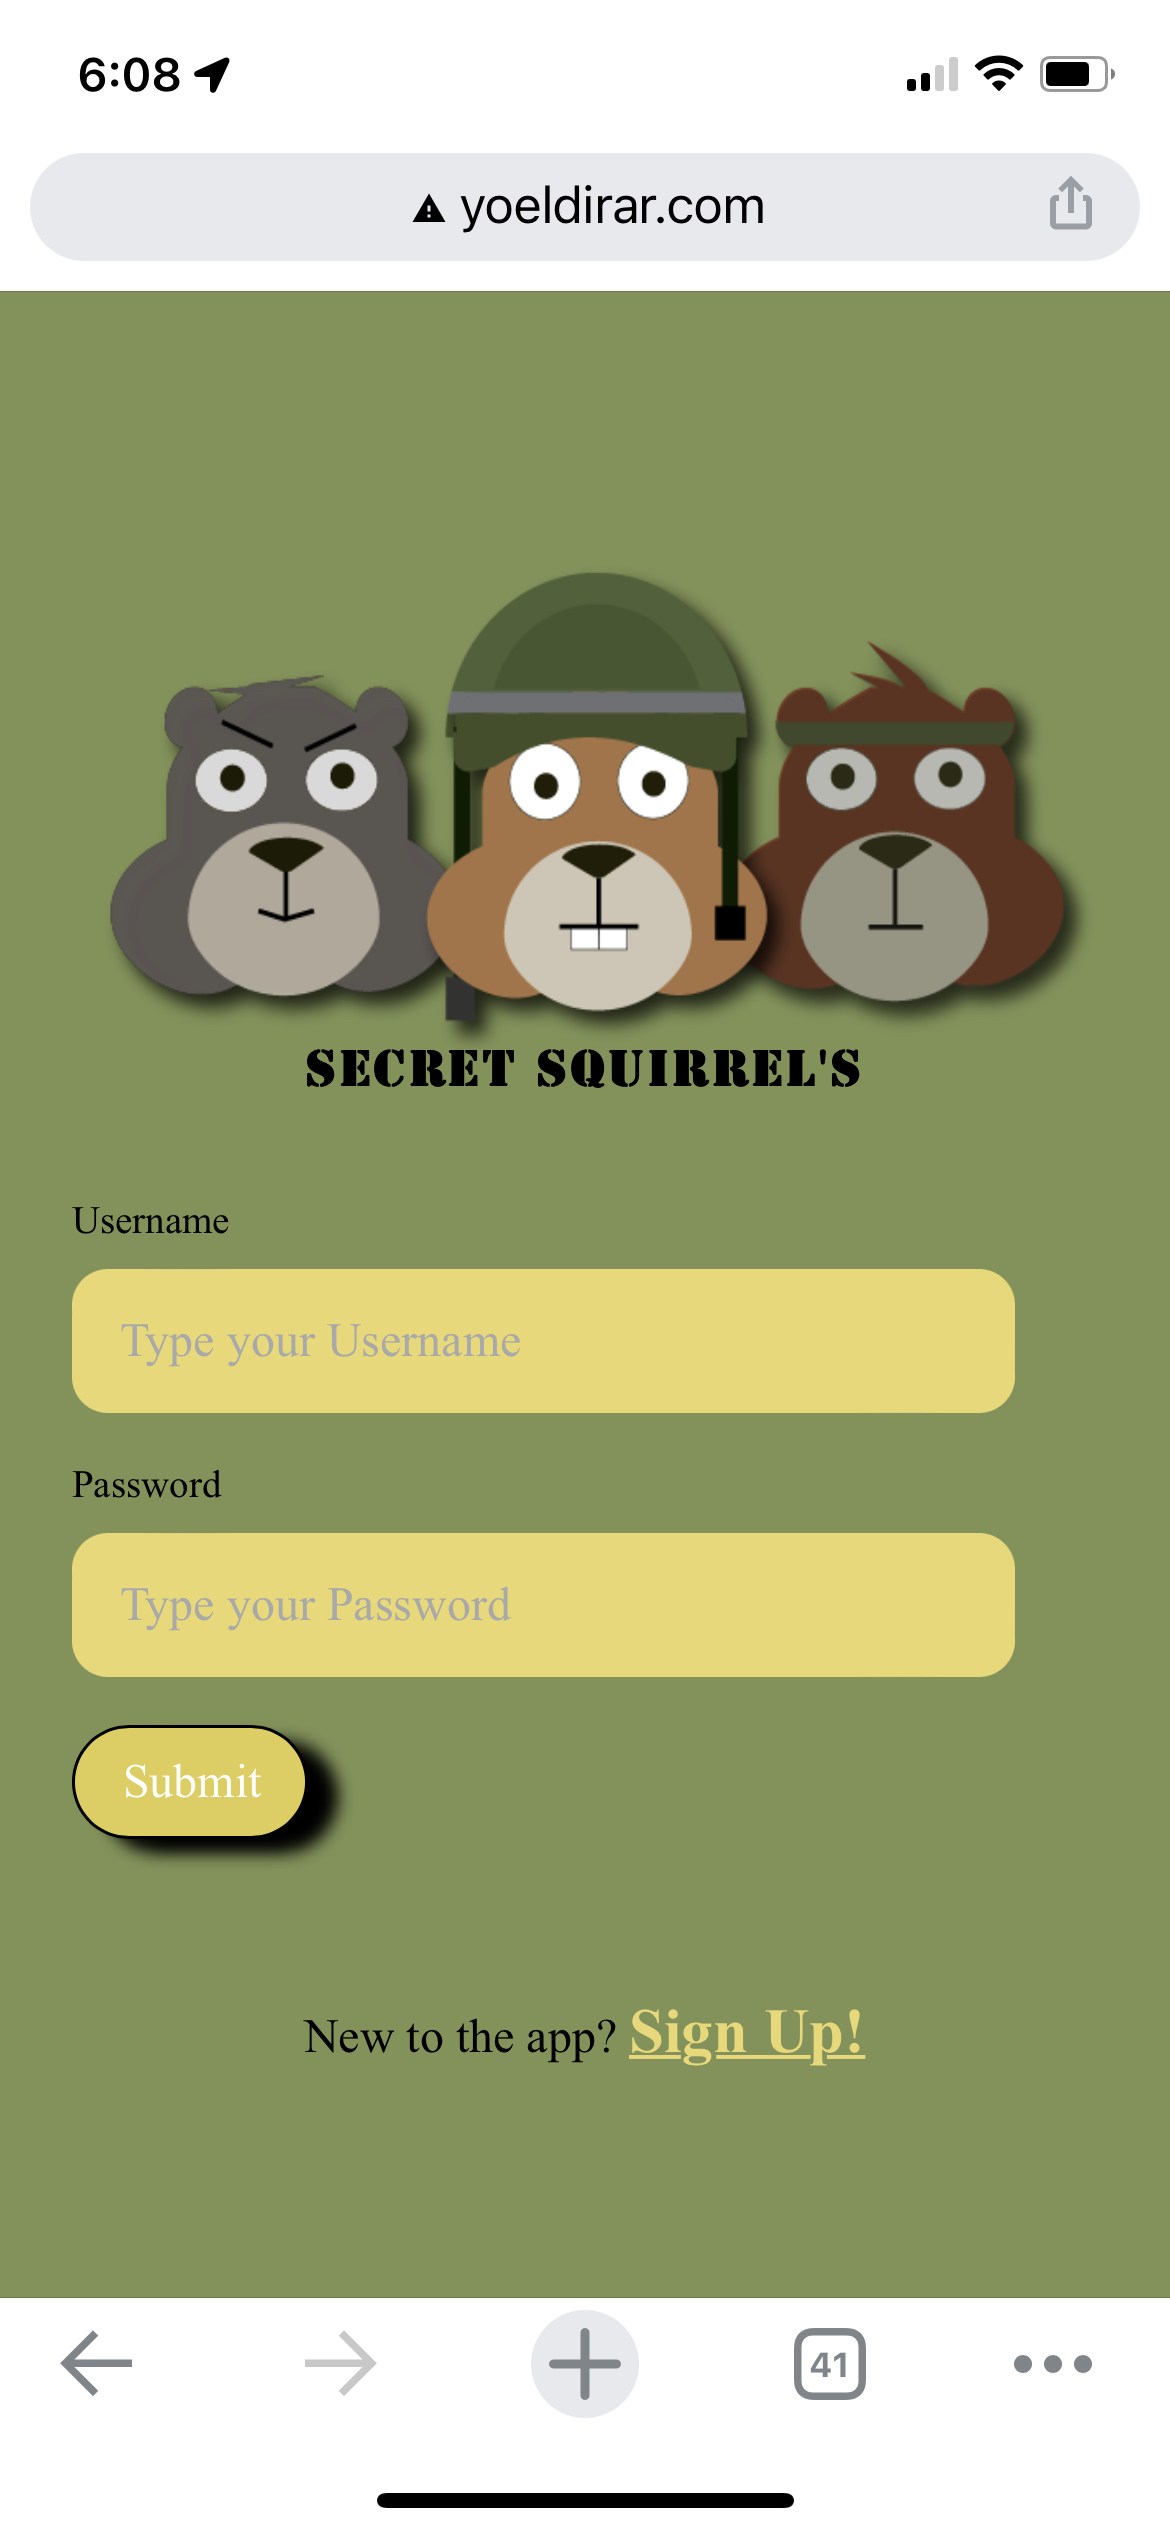 6:08
yoeldirar.com
SECRET SQUIRREL'S
Username
Type your Username
Password
Type your Password
Submit
New to the app? Sign Up!
41